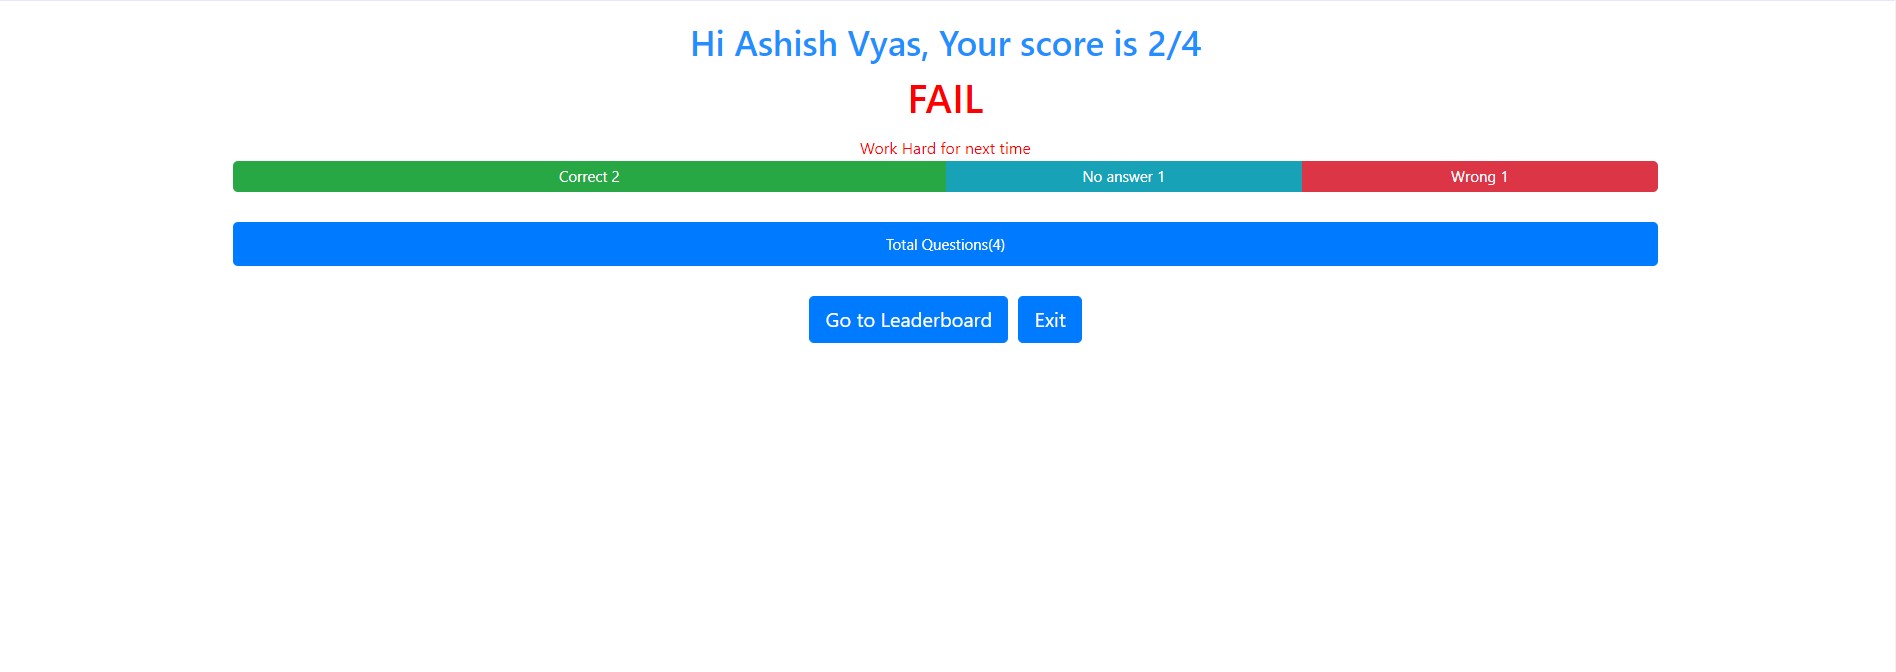 Hi Ashish Vyas, Your score is 2/4
FAIL
Work Hard for next time
Correct 2 No answer 1 Wrong 1
Total Questions(4)
Go to Leaderboard Exit